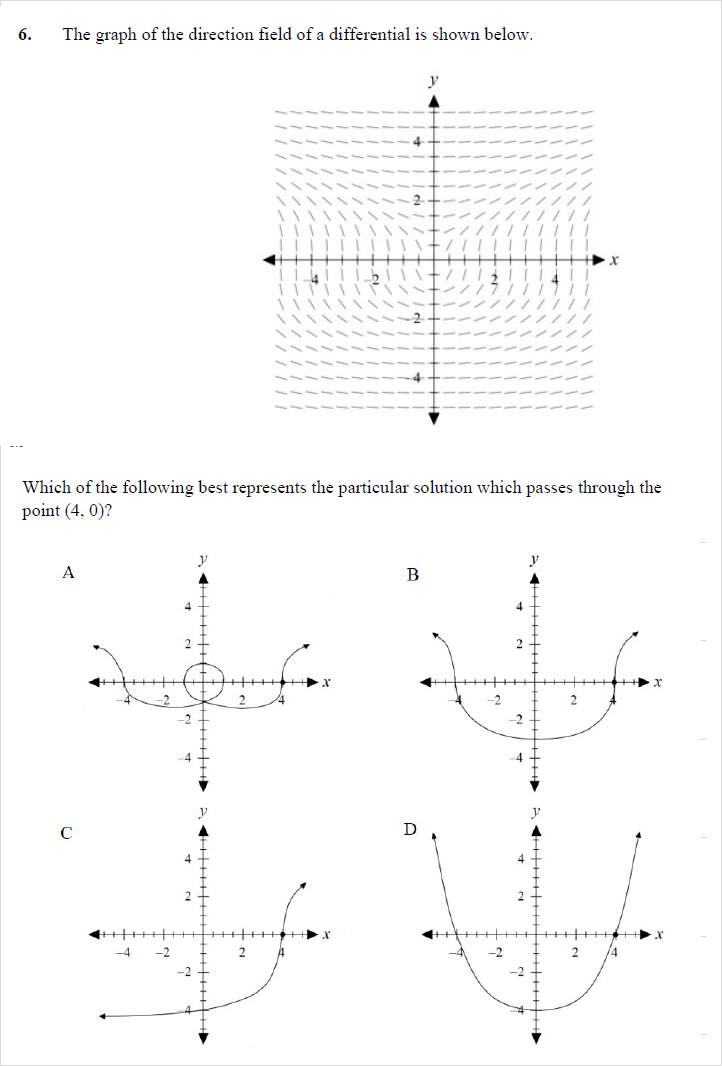 6. The graph of the direction field of a differential is shown below.
y
4
2
x
-4 -2 2 4
-2
-4
Which of the following best represents the particular solution which passes through the
point (4, 0)?
A
y
4
2
x
-4 -2 2 4
-2
-4
B
y
4
2
x
-4 -2 2 4
-2
-4
C
y
4
2
x
-4 -2 2 4
-2
-4
D
y
4
2
x
-4 -2 2 4
-2
-4